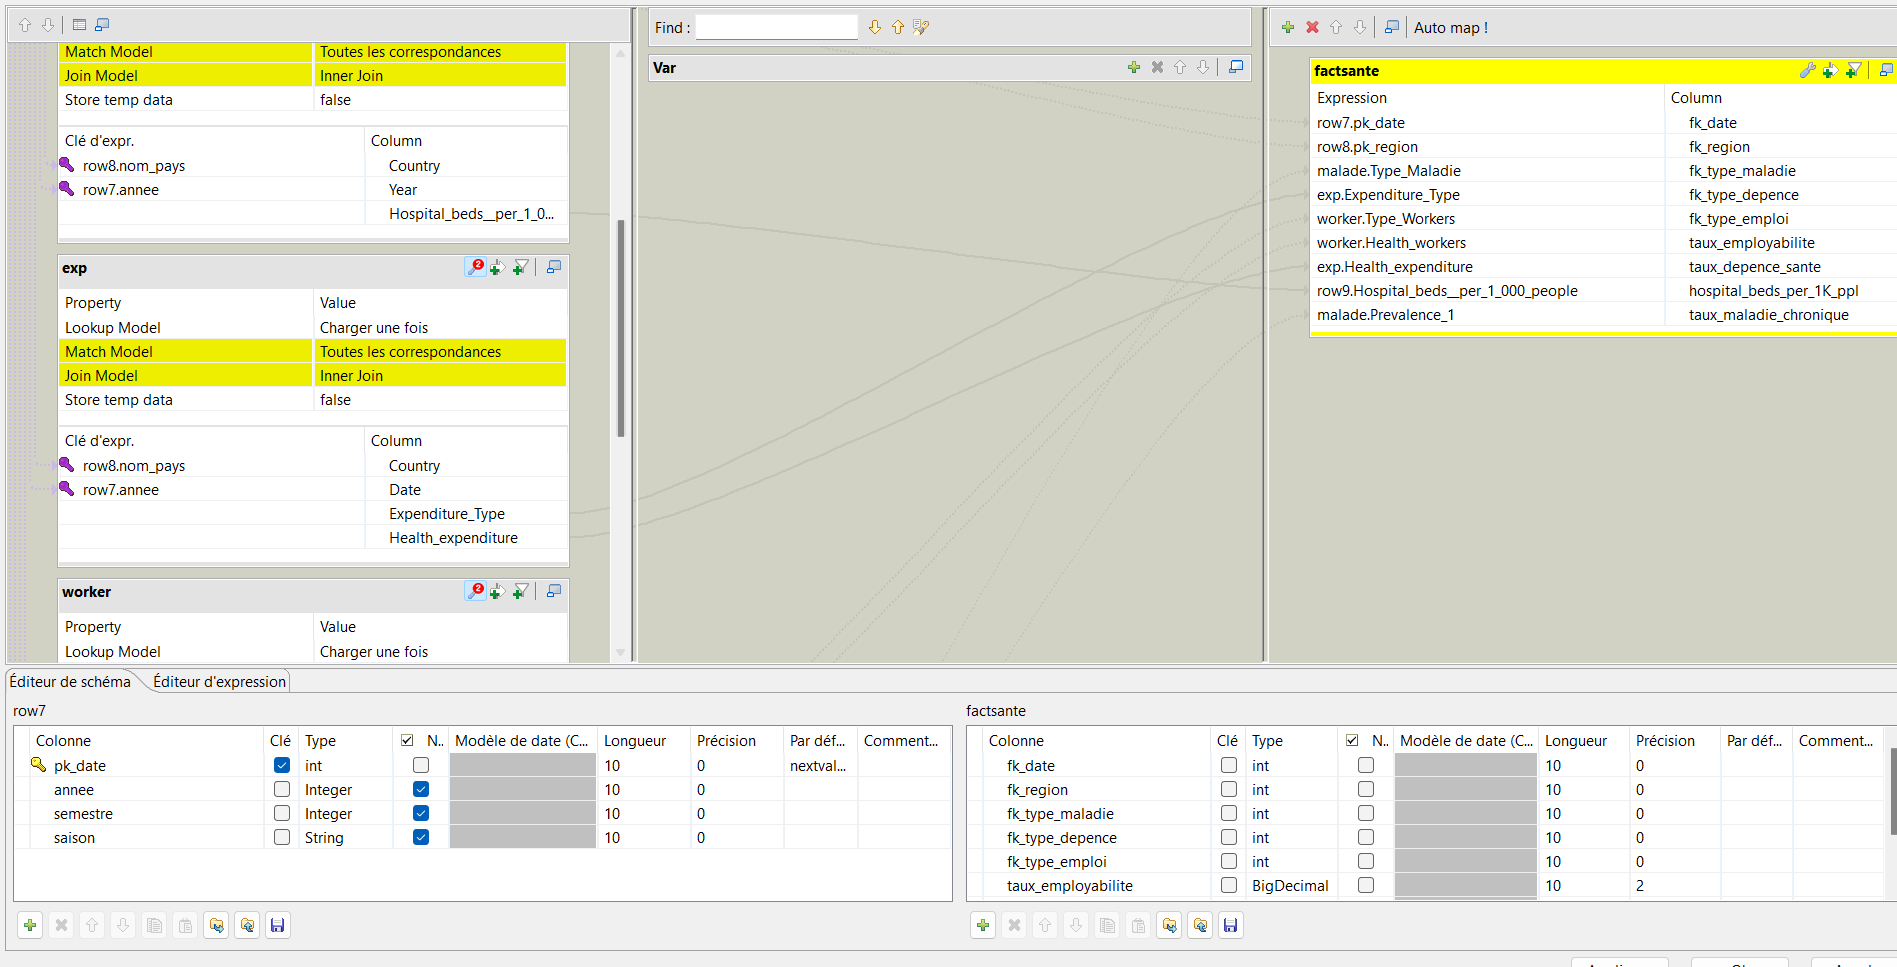 Match Model Toutes les correspondances
Join Model Inner Join
Store temp data false
Clé d'expr. Column
row8.nom_pays Country
row7.annee Year
Hospital_beds__per_1_0...
exp
Property Value
Lookup Model Charger une fois
Match Model Toutes les correspondances
Join Model Inner Join
Store temp data false
Clé d'expr. Column
row8.nom_pays Country
row7.annee Date
Expenditure_Type
Health_expenditure
worker
Property Value
Lookup Model Charger une fois
Find :
Var
Auto map !
factsante
Expression Column
row7.pk_date fk_date
row8.pk_region fk_region
malade.Type_Maladie fk_type_maladie
exp.Expenditure_Type fk_type_depence
worker.Type_Workers fk_type_emploi
worker.Health_workers taux_employabilite
exp.Health_expenditure taux_depence_sante
row9.Hospital_beds__per_1_000_people hospital_beds_per_1K_ppl
malade.Prevalence_1 taux_maladie_chronique
Éditeur de schéma Éditeur d'expression
row7
Colonne Clé Type N.. Modèle de date (C... Longueur Précision Par déf... Comment...
pk_date int 10 0 nextval...
annee Integer 10 0
semestre Integer 10 0
saison String 10 0
factsante
Colonne Clé Type N.. Modèle de date (C... Longueur Précision Par déf... Comment...
fk_date int 10 0
fk_region int 10 0
fk_type_maladie int 10 0
fk_type_depence int 10 0
fk_type_emploi int 10 0
taux_employabilite BigDecimal 10 2